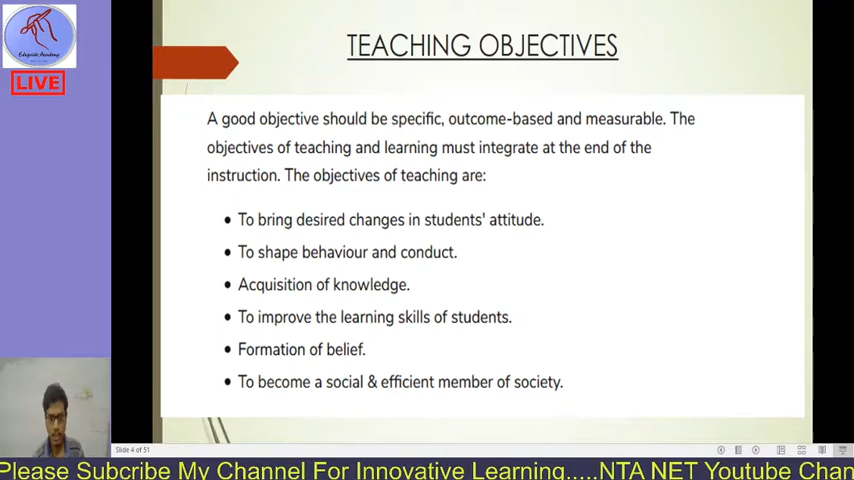 TEACHING OBJECTIVES
Eduguide Academy
LIVE
A good objective should be specific, outcome-based and measurable. The
objectives of teaching and learning must integrate at the end of the
instruction. The objectives of teaching are:
• To bring desired changes in students' attitude.
• To shape behaviour and conduct.
• Acquisition of knowledge.
• To improve the learning skills of students.
• Formation of belief.
• To become a social & efficient member of society.
Slide 4 of 51
Please Subcribe My Channel For Innovative Learning.....NTA NET Youtube Chan